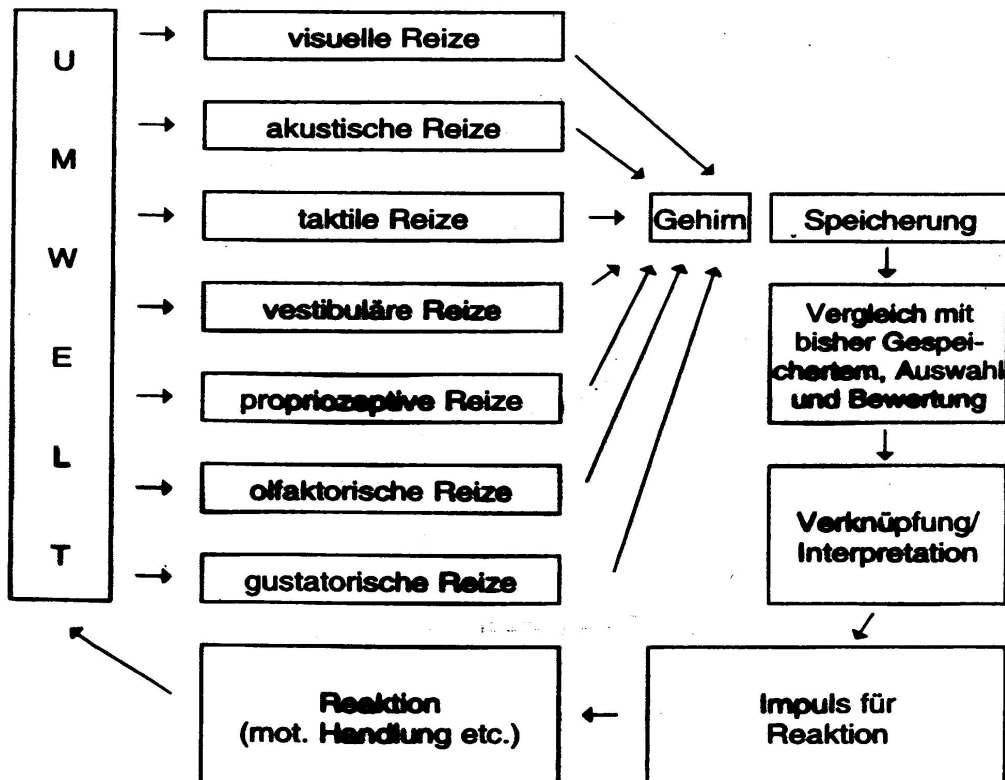 UMWELT
visuelle Reize
akustische Reize
taktile Reize
vestibuläre Reize
propriozeptive Reize
olfaktorische Reize
gustatorische Reize
Gehirn
Speicherung
Vergleich mit
bisher Gespei-
chertem, Auswahl
und Bewertung
Verknüpfung/
Interpretation
Impuls für
Reaktion
Reaktion
(mot. Handlung etc.)